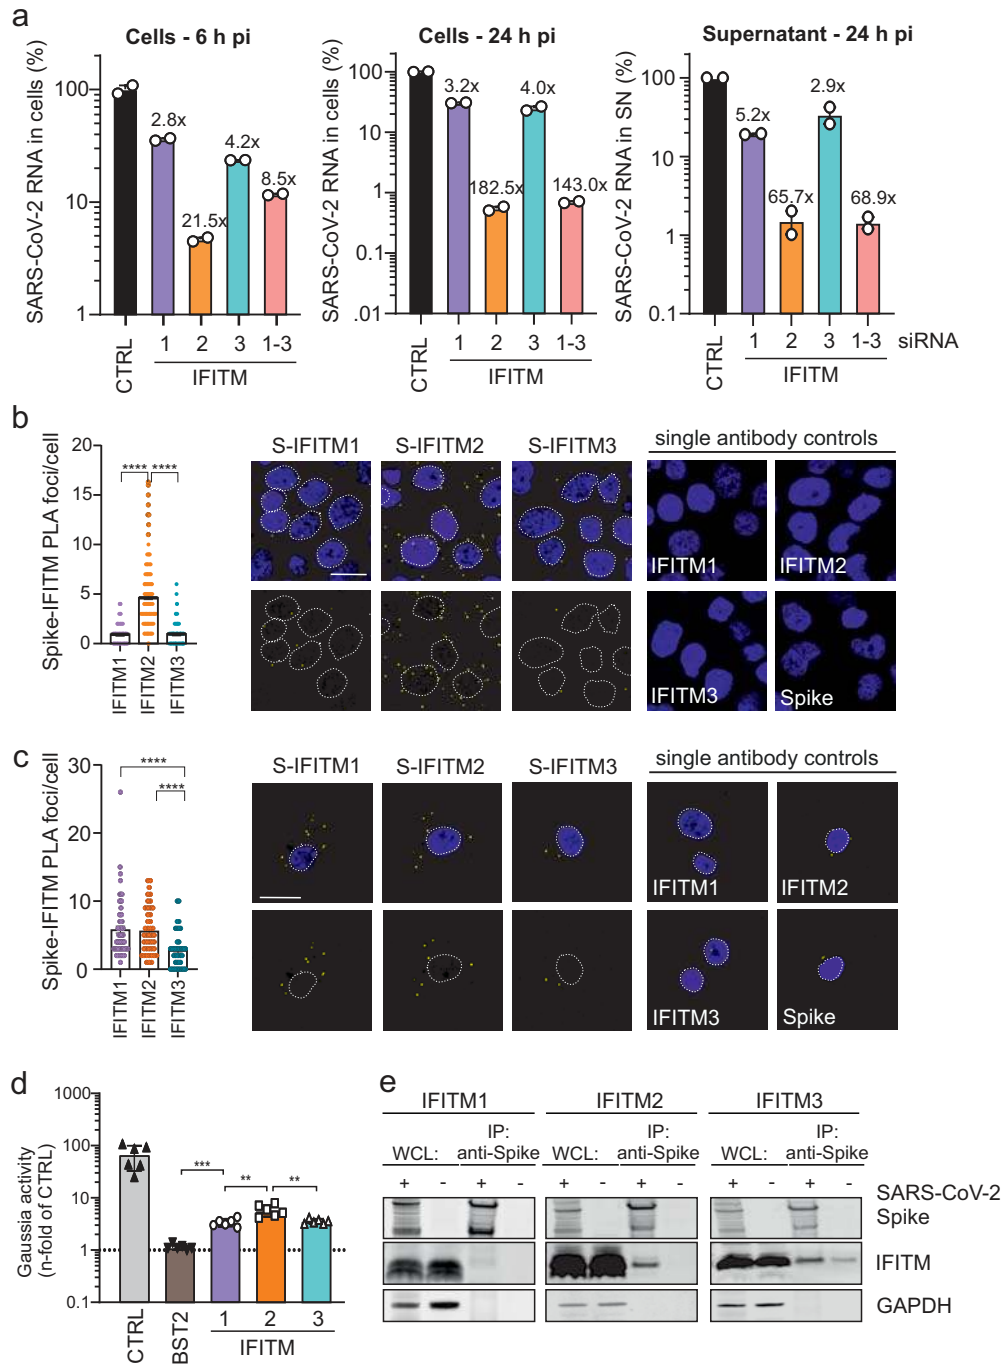 a
Cells - 6 h pi
SARS-CoV-2 RNA in cells (%)
100
10
1
2.8x
21.5x
4.2x
8.5x
CTRL
1 2 3 1-3
IFITM
Cells - 24 h pi
SARS-CoV-2 RNA in cells (%)
100
10
1
0.1
.01
3.2x
182.5x
4.0x
143.0x
CTRL
1 2 3 1-3
IFITM
Supernatant - 24 h pi
SARS-CoV-2 RNA in SN (%)
100
10
1
0.1
5.2x
65.7x
2.9x
68.9x
CTRL
1 2 3 1-3 siRNA
IFITM
b
Spike-IFITM PLA foci/cell
20
15
10
5
0
**** ****
IFITM1
IFITM2
IFITM3
S-IFITM1 S-IFITM2 S-IFITM3
single antibody controls
IFITM1 IFITM2
IFITM3 Spike
c
Spike-IFITM PLA foci/cell
30
20
10
0
****
****
IFITM1
IFITM2
IFITM3
S-IFITM1 S-IFITM2 S-IFITM3
single antibody controls
IFITM1 IFITM2
IFITM3 Spike
d
Gaussia activity
(n-fold of CTRL)
1000
100
10
1
0.1
*** ** **
CTRL
BST2
1 2 3
IFITM
e
IFITM1 IFITM2 IFITM3
WCL: IP: anti-Spike WCL: IP: anti-Spike WCL: IP: anti-Spike
+ - + - + - + - + - + -
SARS-CoV-2
Spike
IFITM
GAPDH